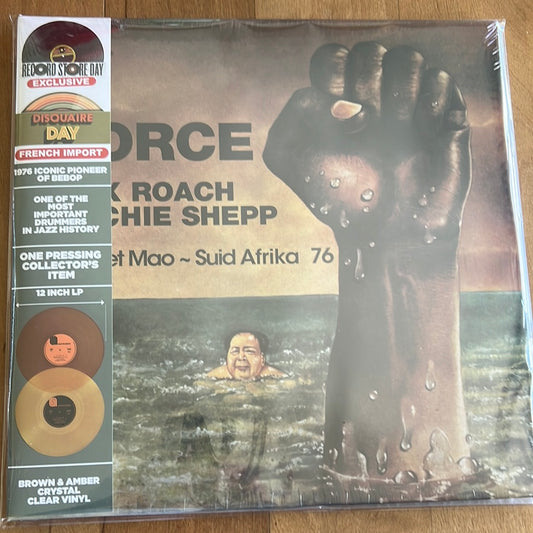 RECORD STORE DAY
EXCLUSIVE
DISQUAIRE
DAY
FRENCH IMPORT
1976 ICONIC PIONEER
OF BEBOP
ONE OF THE
MOST
IMPORTANT
DRUMMERS
IN JAZZ HISTORY
ONE PRESSING
COLLECTOR'S
ITEM
12 INCH LP
BROWN & AMBER
CRYSTAL
CLEAR VINYL
ORCE
X ROACH
CHIE SHEPP
et Mao ~ Suid Afrika 76